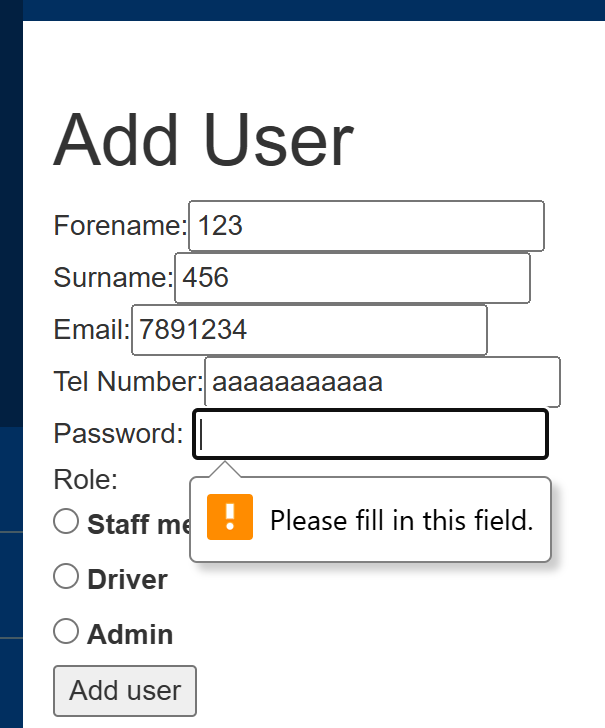 Add User
Forename: 123
Surname: 456
Email: 7891234
Tel Number: aaaaaaaaaaa
Password:
Role:
Please fill in this field.
Staff me
Driver
Admin
Add user